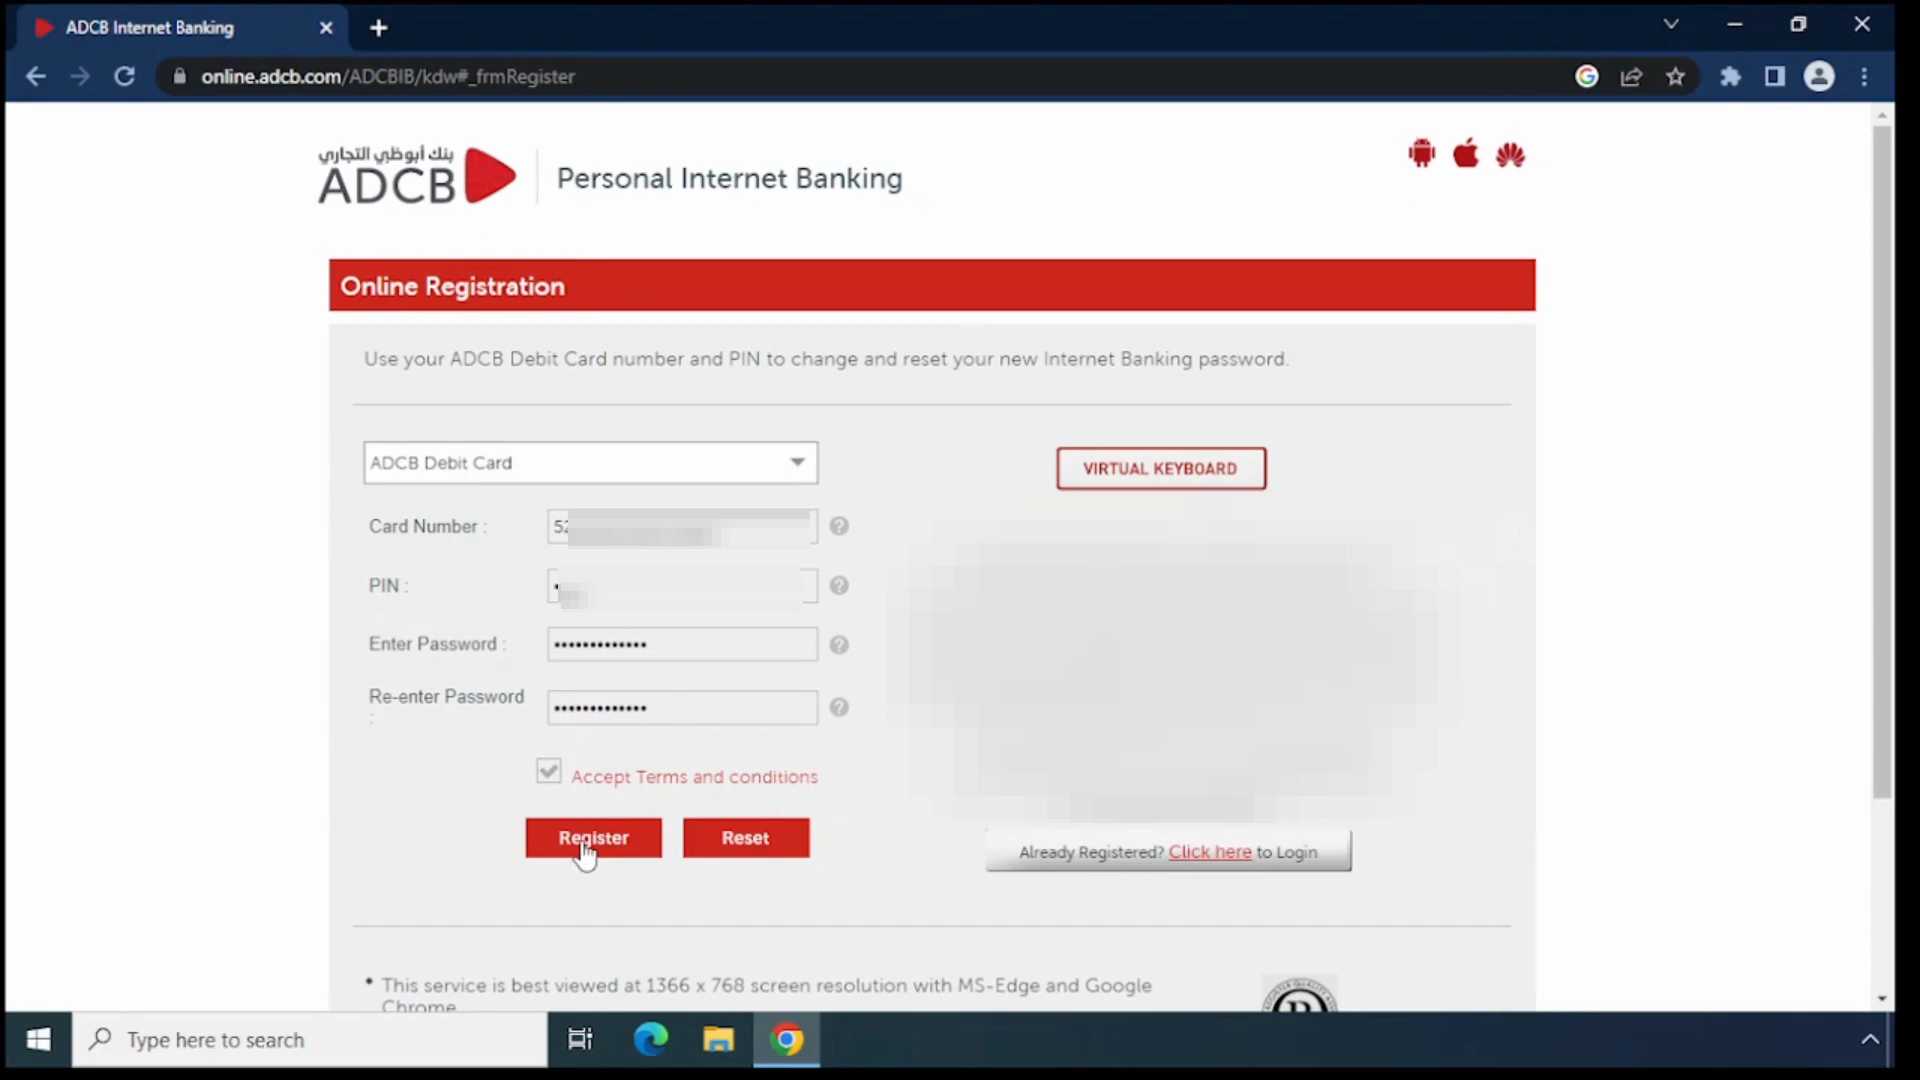 ADCB Internet Banking
online.adcb.com/ADCBIB/kdw#_frmRegister
بنك أبوظبي التجاري
ADCB
Personal Internet Banking
Online Registration
Use your ADCB Debit Card number and PIN to change and reset your new Internet Banking password.
ADCB Debit Card
VIRTUAL KEYBOARD
Card Number :
52
PIN :
Enter Password :
•••••••••••••
Re-enter Password
:
•••••••••••••
Accept Terms and conditions
Register
Reset
Already Registered? Click here to Login
* This service is best viewed at 1366 x 768 screen resolution with MS-Edge and Google
Chrome
Type here to search